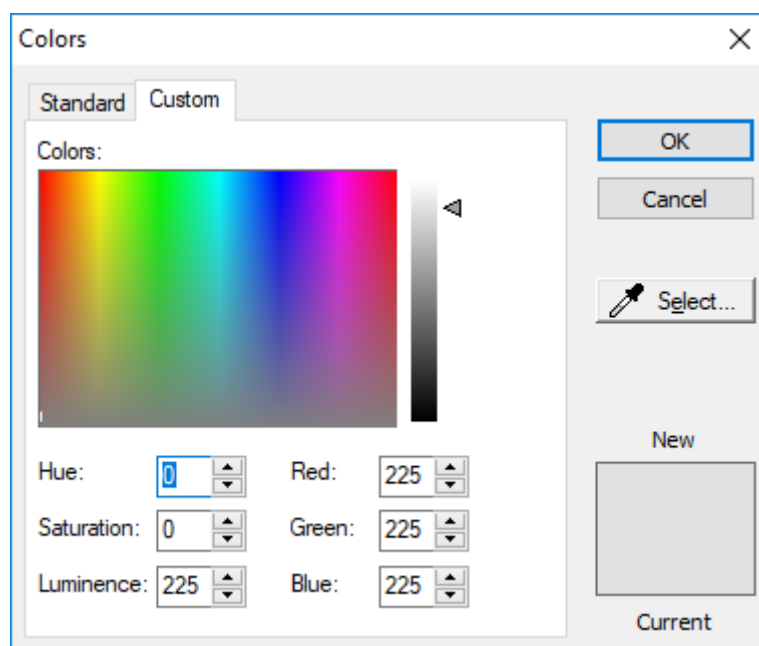 Colors
Standard Custom
Colors:
OK
Cancel
Select...
Hue: 0 Red: 225
Saturation: 0 Green: 225
Luminence: 225 Blue: 225
New
Current